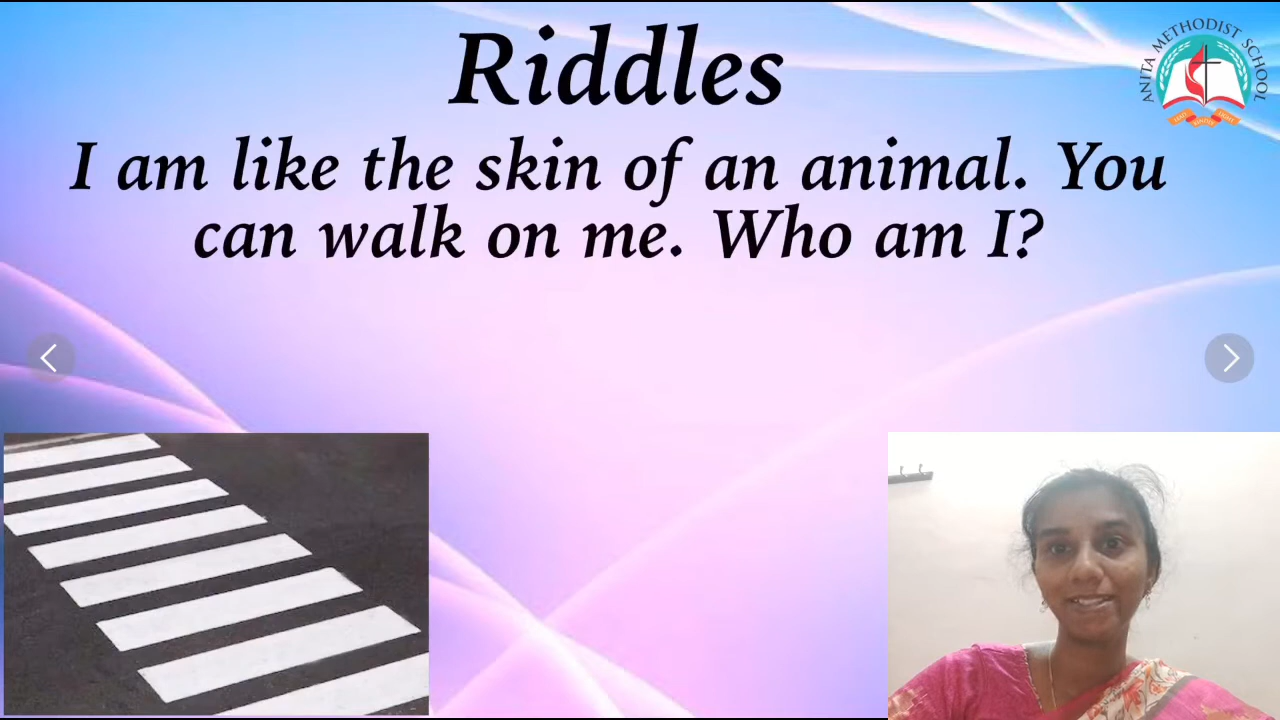 Riddles
ANITA METHODIST SCHOOL
I am like the skin of an animal. You
can walk on me. Who am I?